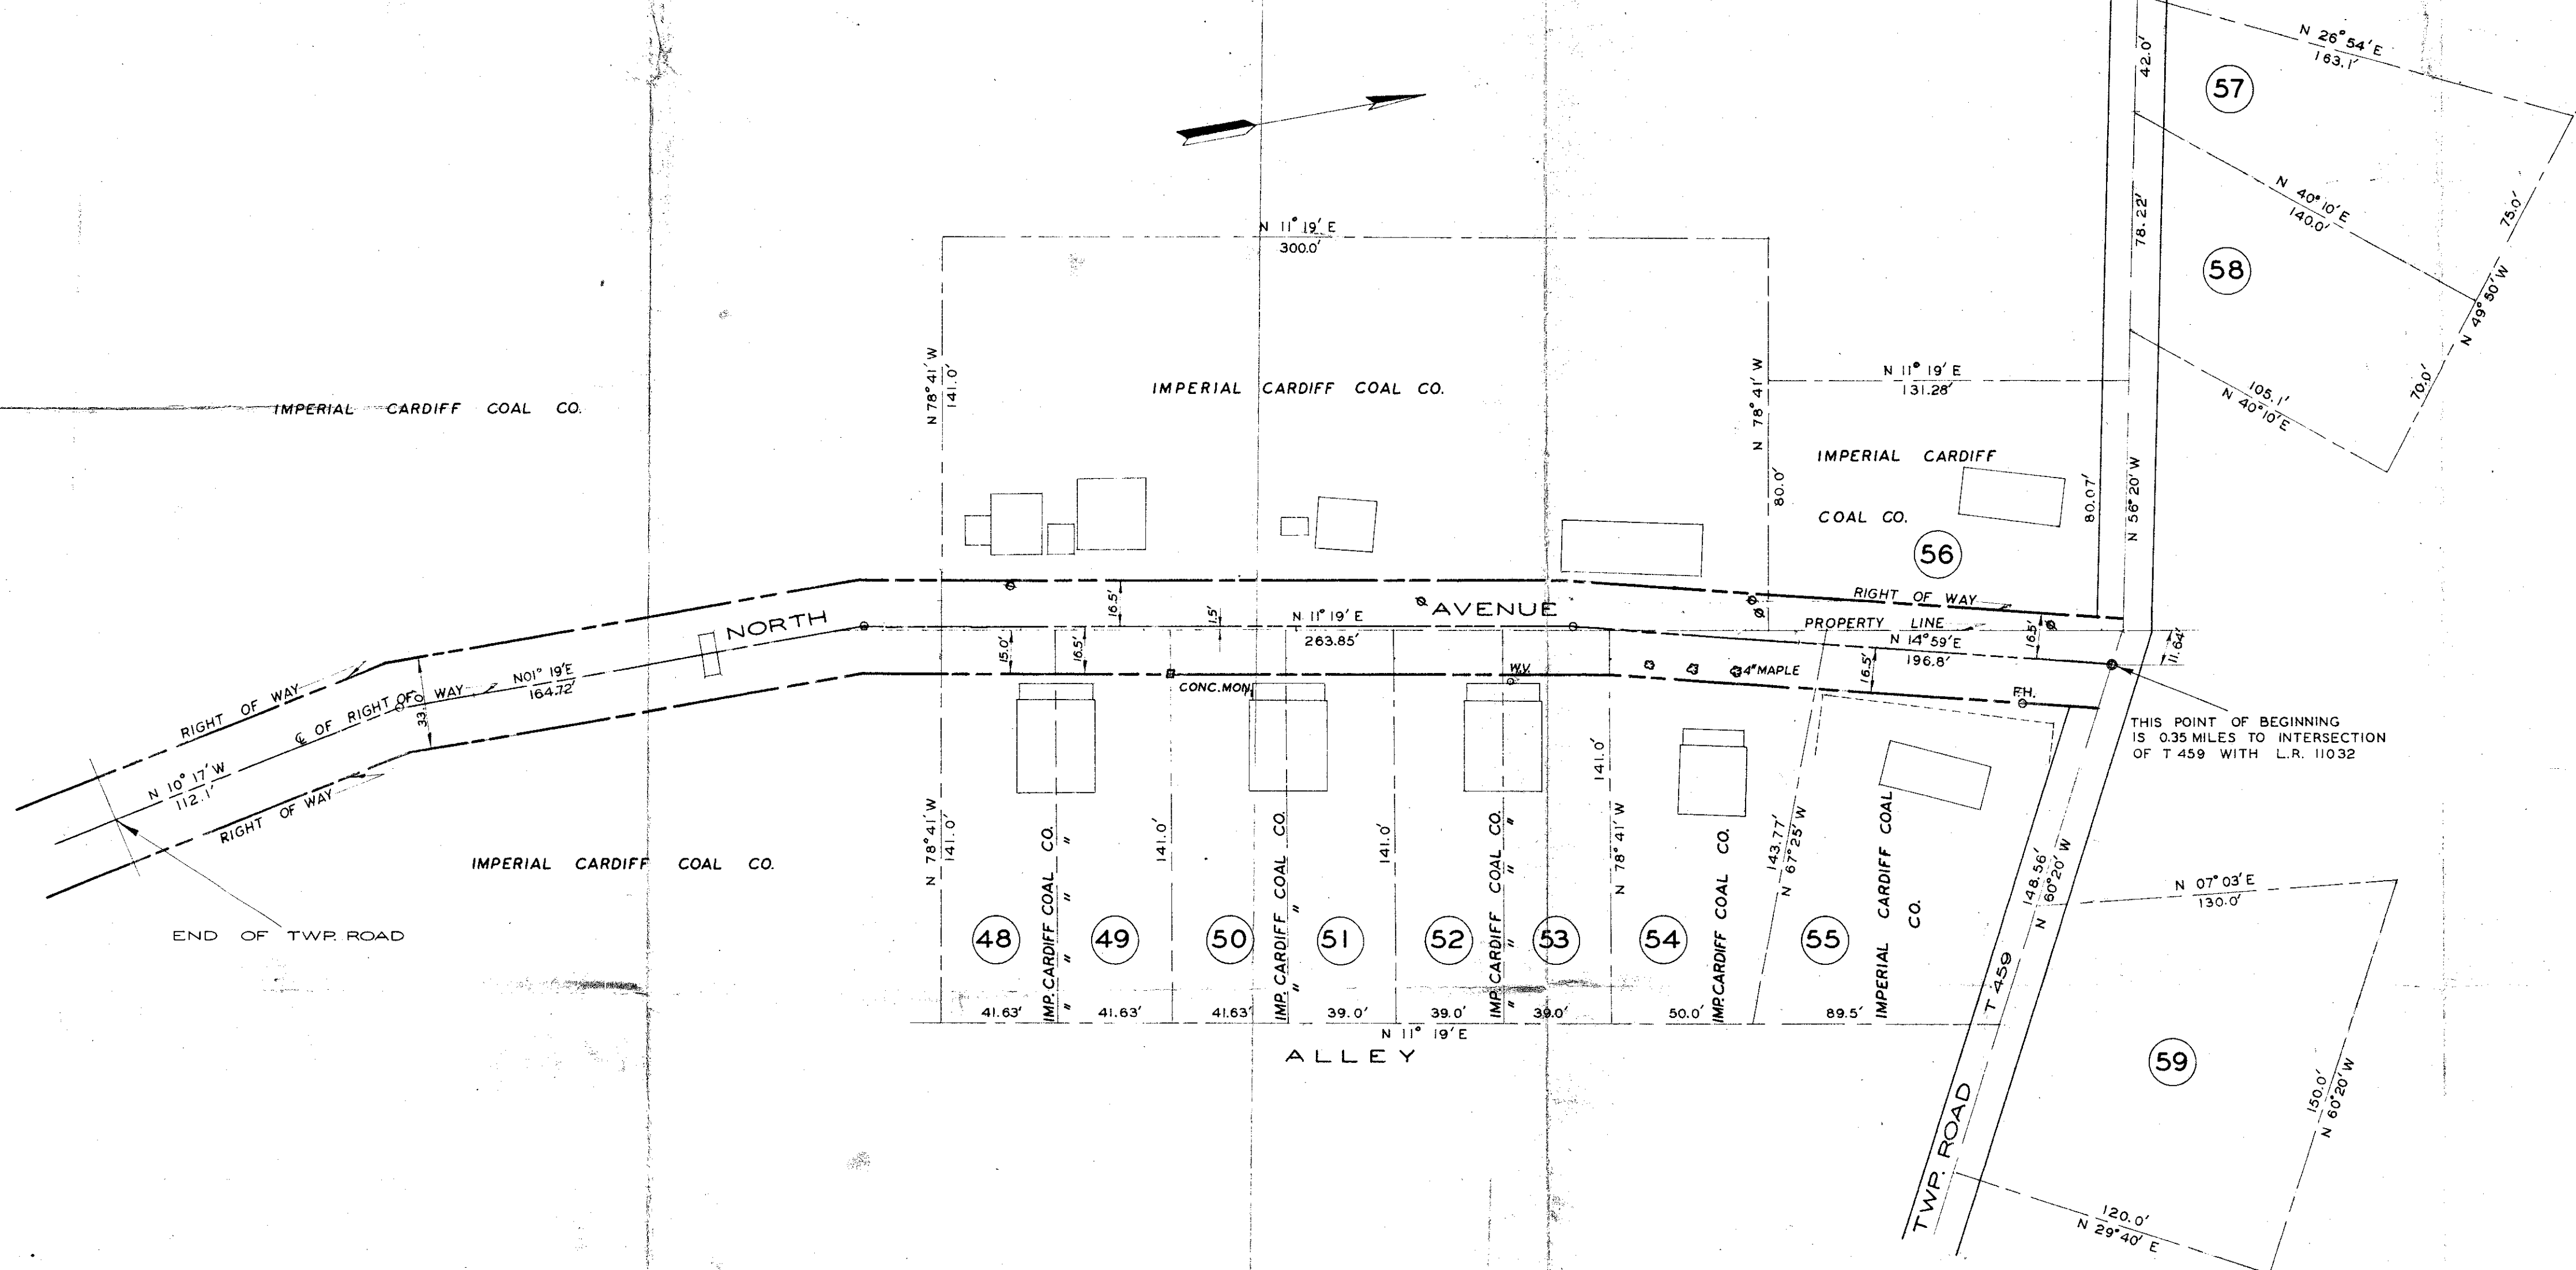 N 26° 54' E
163.1'
42.0'
57
N 40° 10' E
140.0'
75.0'
78.22'
58
N 49° 50' W
70.0'
105.1'
N 40° 10' E
N 11° 19' E
300.0'
N 78° 41' W
141.0'
IMPERIAL CARDIFF COAL CO.
IMPERIAL CARDIFF COAL CO.
N 78° 41' W
80.0'
N 11° 19' E
131.28'
IMPERIAL CARDIFF
COAL CO.
56
80.07'
N 56° 20' W
RIGHT OF WAY
PROPERTY LINE
N 14° 59' E
196.8'
16.5'
16.5'
11.64'
NORTH AVENUE
N 11° 19' E
263.85'
16.5'
1.5'
15.0'
16.5'
CONC. MON.
W.V.
4" MAPLE
F.H.
THIS POINT OF BEGINNING
IS 0.35 MILES TO INTERSECTION
OF T 459 WITH L.R. 11032
RIGHT OF WAY
℄ OF RIGHT OF WAY
N 01° 19' E
164.72'
33'
N 10° 17' W
112.1'
RIGHT OF WAY
END OF TWP. ROAD
IMPERIAL CARDIFF COAL CO.
N 78° 41' W
141.0'
IMP. CARDIFF COAL CO.
" " " "
141.0'
IMP. CARDIFF COAL CO.
" " "
141.0'
IMP. CARDIFF COAL CO.
" " " "
141.0'
N 78° 41' W
IMP. CARDIFF COAL CO.
143.77'
N 67° 25' W
IMPERIAL CARDIFF COAL
CO.
48
49
50
51
52
53
54
55
41.63'
41.63'
41.63'
39.0'
39.0'
39.0'
50.0'
89.5'
N 11° 19' E
ALLEY
148.56'
N 60° 20' W
TWP. ROAD T 459
N 07° 03' E
130.0'
59
150.0'
N 60° 20' W
120.0'
N 29° 40' E